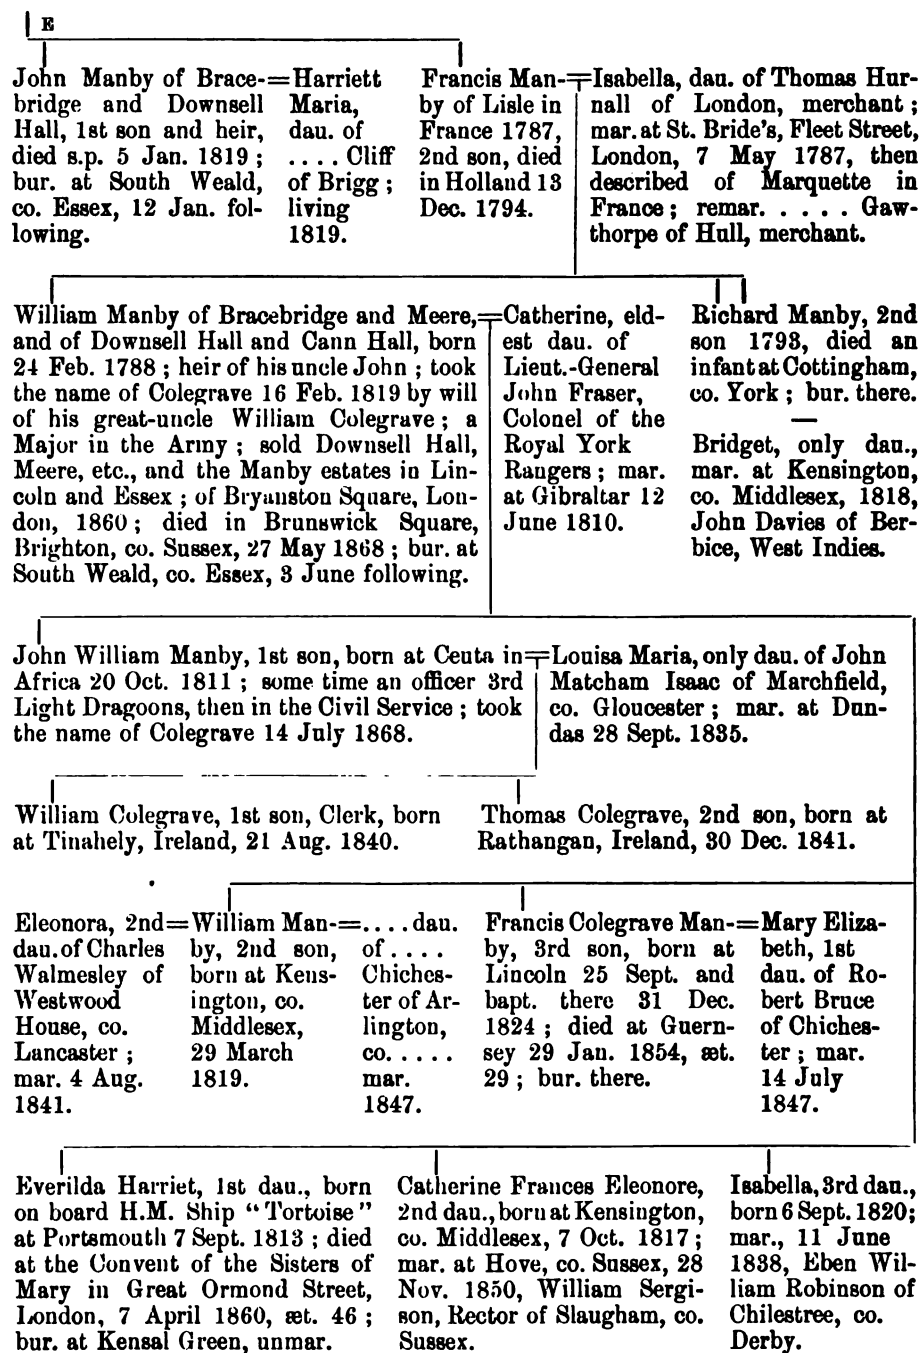 E
John Manby of Brace-
bridge and Downsell
Hall, 1st son and heir,
died s.p. 5 Jan. 1819;
bur. at South Weald,
co. Essex, 12 Jan. fol-
lowing.
=Harriett
Maria,
dau. of
.... Cliff
of Brigg;
living
1819.
Francis Man-
by of Lisle in
France 1787,
2nd son, died
in Holland 13
Dec. 1794.
=Isabella, dau. of Thomas Hur-
nall of London, merchant;
mar. at St. Bride's, Fleet Street,
London, 7 May 1787, then
described of Marquette in
France; remar. ..... Gaw-
thorpe of Hull, merchant.
William Manby of Bracebridge and Meere,
and of Downsell Hall and Cann Hall, born
24 Feb. 1788; heir of his uncle John; took
the name of Colegrave 16 Feb. 1819 by will
of his great-uncle William Colegrave; a
Major in the Army; sold Downsell Hall,
Meere, etc., and the Manby estates in Lin-
coln and Essex; of Bryanston Square, Lon-
don, 1860; died in Brunswick Square,
Brighton, co. Sussex, 27 May 1868; bur. at
South Weald, co. Essex, 3 June following.
=Catherine, eld-
est dau. of
Lieut.-General
John Fraser,
Colonel of the
Royal York
Rangers; mar.
at Gibraltar 12
June 1810.
Richard Manby, 2nd
son 1793, died an
infant at Cottingham,
co. York; bur. there.
—
Bridget, only dau.,
mar. at Kensington,
co. Middlesex, 1818,
John Davies of Ber-
bice, West Indies.
John William Manby, 1st son, born at Ceuta in
Africa 20 Oct. 1811; some time an officer 3rd
Light Dragoons, then in the Civil Service; took
the name of Colegrave 14 July 1868.
=Louisa Maria, only dau. of John
Matcham Isaac of Marchfield,
co. Gloucester; mar. at Dun-
das 28 Sept. 1835.
William Colegrave, 1st son, Clerk, born
at Tinahely, Ireland, 21 Aug. 1840.
Thomas Colegrave, 2nd son, born at
Rathangan, Ireland, 30 Dec. 1841.
Eleonora, 2nd
dau. of Charles
Walmesley of
Westwood
House, co.
Lancaster;
mar. 4 Aug.
1841.
=William Man-
by, 2nd son,
born at Kens-
ington, co.
Middlesex,
29 March
1819.
=.... dau.
of ....
Chiches-
ter of Ar-
lington,
co. ....
mar.
1847.
Francis Colegrave Man-
by, 3rd son, born at
Lincoln 25 Sept. and
bapt. there 31 Dec.
1824; died at Guern-
sey 29 Jan. 1854, æt.
29; bur. there.
=Mary Eliza-
beth, 1st
dau. of Ro-
bert Bruce
of Chiches-
ter; mar.
14 July
1847.
Everilda Harriet, 1st dau., born
on board H.M. Ship "Tortoise"
at Portsmouth 7 Sept. 1813; died
at the Convent of the Sisters of
Mary in Great Ormond Street,
London, 7 April 1860, æt. 46;
bur. at Kensal Green, unmar.
Catherine Frances Eleonore,
2nd dau., born at Kensington,
co. Middlesex, 7 Oct. 1817;
mar. at Hove, co. Sussex, 28
Nov. 1850, William Sergi-
son, Rector of Slaugham, co.
Sussex.
Isabella, 3rd dau.,
born 6 Sept. 1820;
mar., 11 June
1838, Eben Wil-
liam Robinson of
Chilestree, co.
Derby.